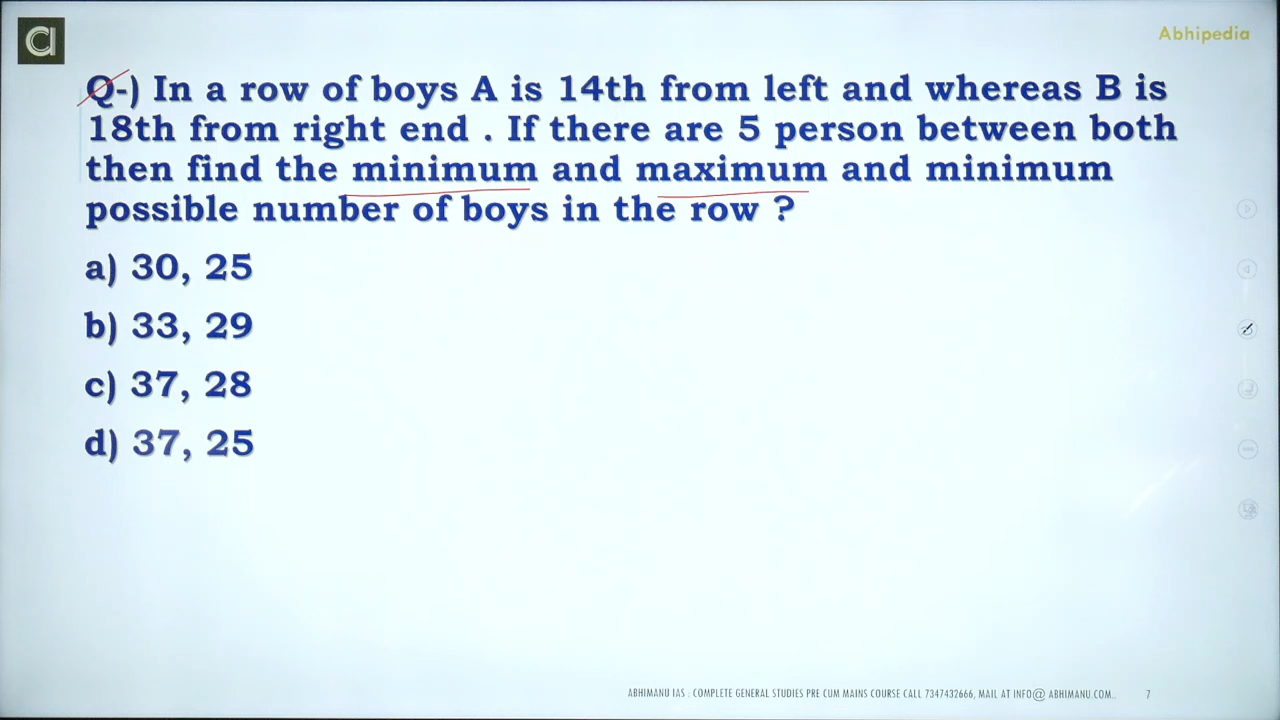 Abhipedia
Q-) In a row of boys A is 14th from left and whereas B is
18th from right end . If there are 5 person between both
then find the minimum and maximum and minimum
possible number of boys in the row ?
a) 30, 25
b) 33, 29
c) 37, 28
d) 37, 25
ABHIMANU IAS : COMPLETE GENERAL STUDIES PRE CUM MAINS COURSE CALL 7347432666, MAIL AT INFO@ ABHIMANU.COM..
7